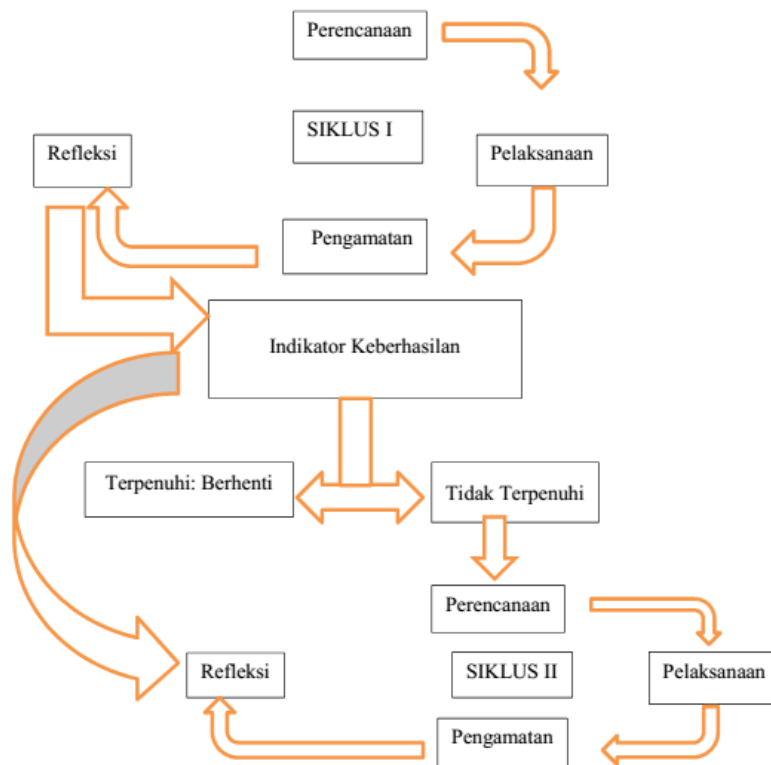 Perencanaan
SIKLUS I
Refleksi
Pelaksanaan
Pengamatan
Indikator Keberhasilan
Terpenuhi: Berhenti
Tidak Terpenuhi
Perencanaan
Refleksi
SIKLUS II
Pelaksanaan
Pengamatan